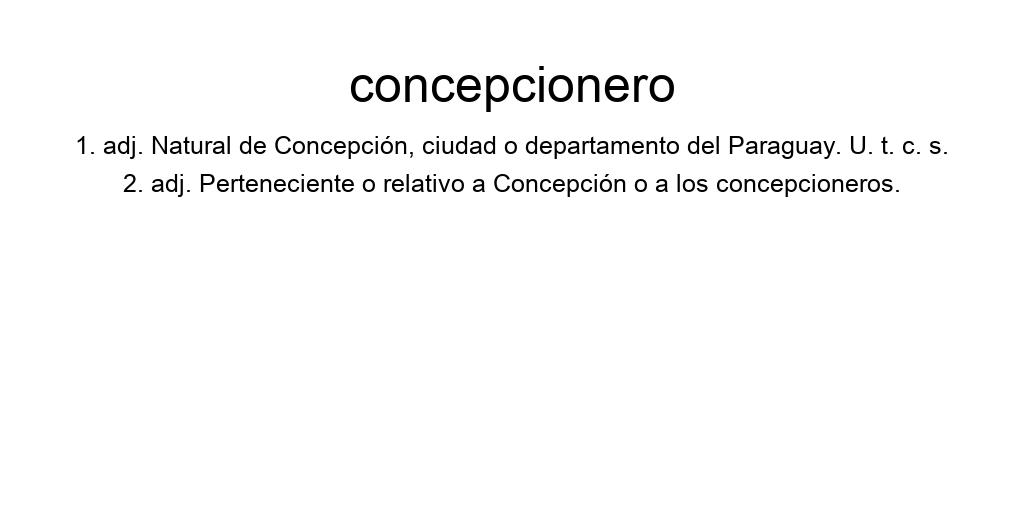 concepcionero
1. adj. Natural de Concepción, ciudad o departamento del Paraguay. U. t. c. s.
2. adj. Perteneciente o relativo a Concepción o a los concepcioneros.